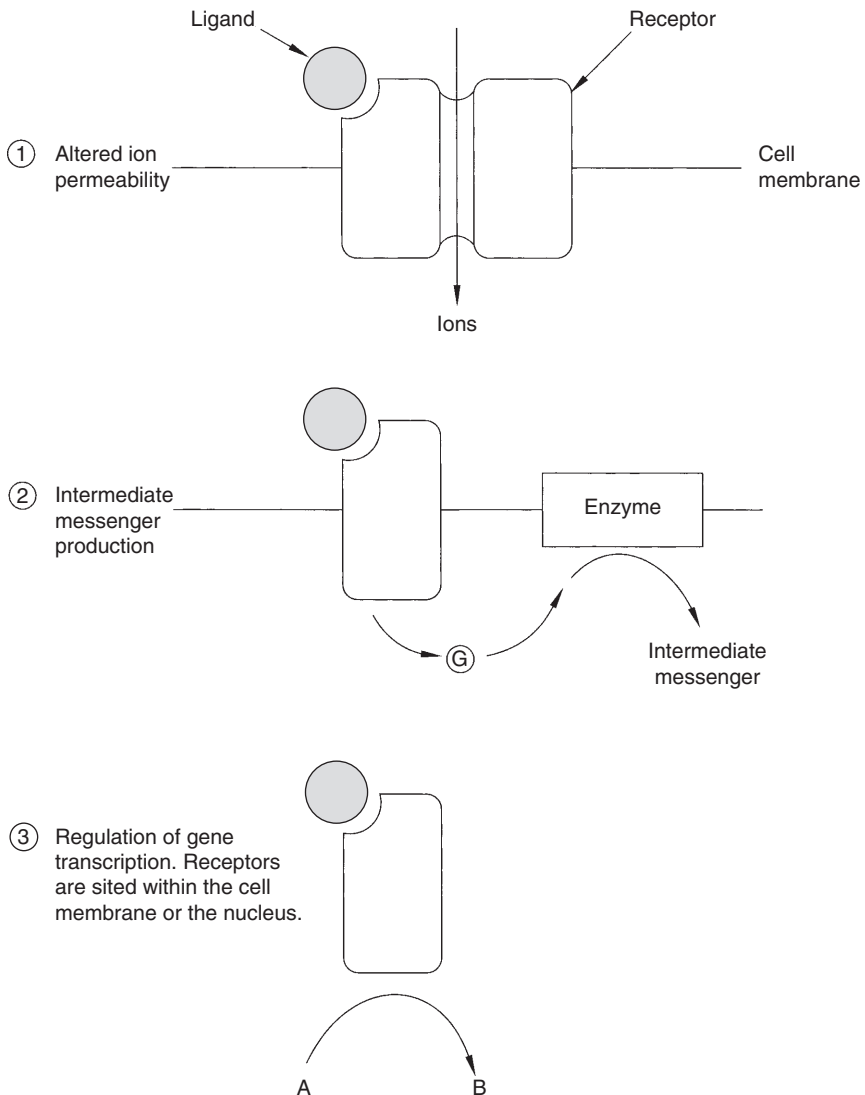 Ligand
Receptor
① Altered ion
permeability
Cell
membrane
Ions
② Intermediate
messenger
production
Enzyme
G
Intermediate
messenger
③ Regulation of gene
transcription. Receptors
are sited within the cell
membrane or the nucleus.
A
B